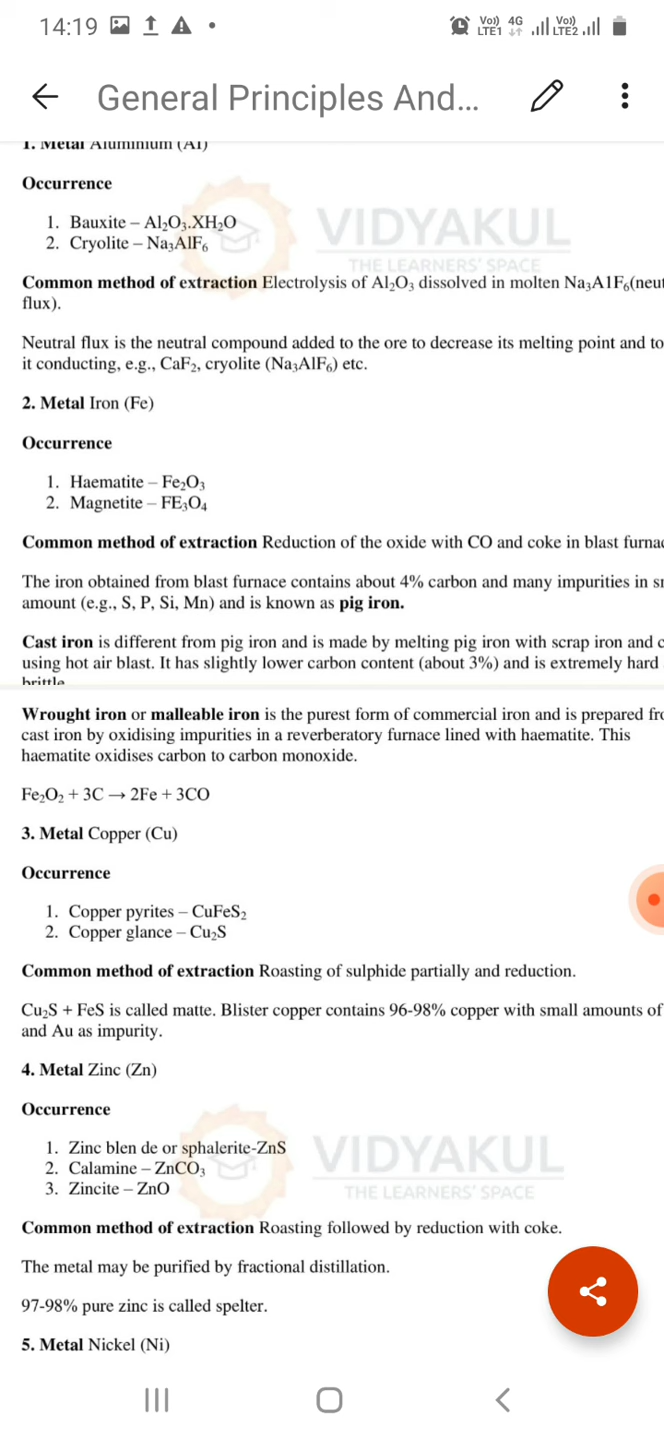 14:19
Vo)) 4G Vo))
LTE1 LTE2
General Principles And...
1. Metal Aluminium (Al)
Occurrence
1. Bauxite – Al₂O₃.XH₂O
2. Cryolite – Na₃AlF₆
VIDYAKUL
THE LEARNERS' SPACE
Common method of extraction Electrolysis of Al₂O₃ dissolved in molten Na₃A1F₆(neut
flux).
Neutral flux is the neutral compound added to the ore to decrease its melting point and to
it conducting, e.g., CaF₂, cryolite (Na₃AlF₆) etc.
2. Metal Iron (Fe)
Occurrence
1. Haematite – Fe₂O₃
2. Magnetite – FE₃O₄
Common method of extraction Reduction of the oxide with CO and coke in blast furnac
The iron obtained from blast furnace contains about 4% carbon and many impurities in sm
amount (e.g., S, P, Si, Mn) and is known as pig iron.
Cast iron is different from pig iron and is made by melting pig iron with scrap iron and c
using hot air blast. It has slightly lower carbon content (about 3%) and is extremely hard
brittle
Wrought iron or malleable iron is the purest form of commercial iron and is prepared fro
cast iron by oxidising impurities in a reverberatory furnace lined with haematite. This
haematite oxidises carbon to carbon monoxide.
Fe₂O₂ + 3C → 2Fe + 3CO
3. Metal Copper (Cu)
Occurrence
1. Copper pyrites – CuFeS₂
2. Copper glance – Cu₂S
Common method of extraction Roasting of sulphide partially and reduction.
Cu₂S + FeS is called matte. Blister copper contains 96-98% copper with small amounts of
and Au as impurity.
4. Metal Zinc (Zn)
Occurrence
1. Zinc blen de or sphalerite-ZnS
2. Calamine – ZnCO₃
3. Zincite – ZnO
VIDYAKUL
THE LEARNERS' SPACE
Common method of extraction Roasting followed by reduction with coke.
The metal may be purified by fractional distillation.
97-98% pure zinc is called spelter.
5. Metal Nickel (Ni)